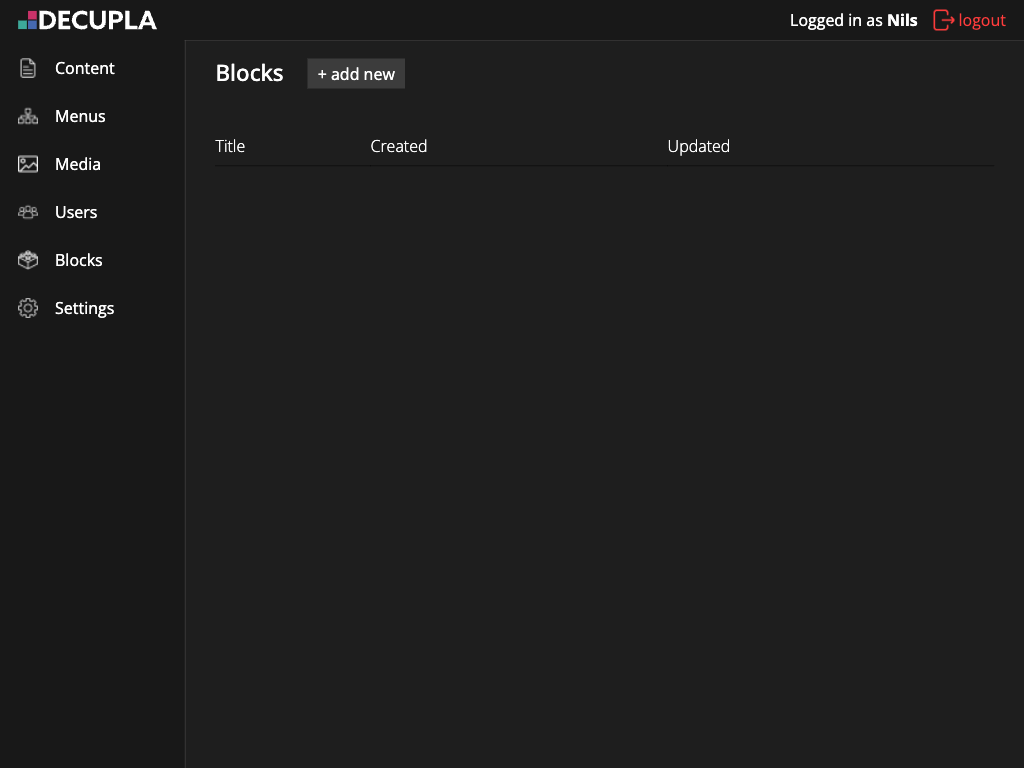 DECUPLA
Logged in as Nils
logout
Content
Menus
Media
Users
Blocks
Settings
Blocks
+ add new
Title Created Updated